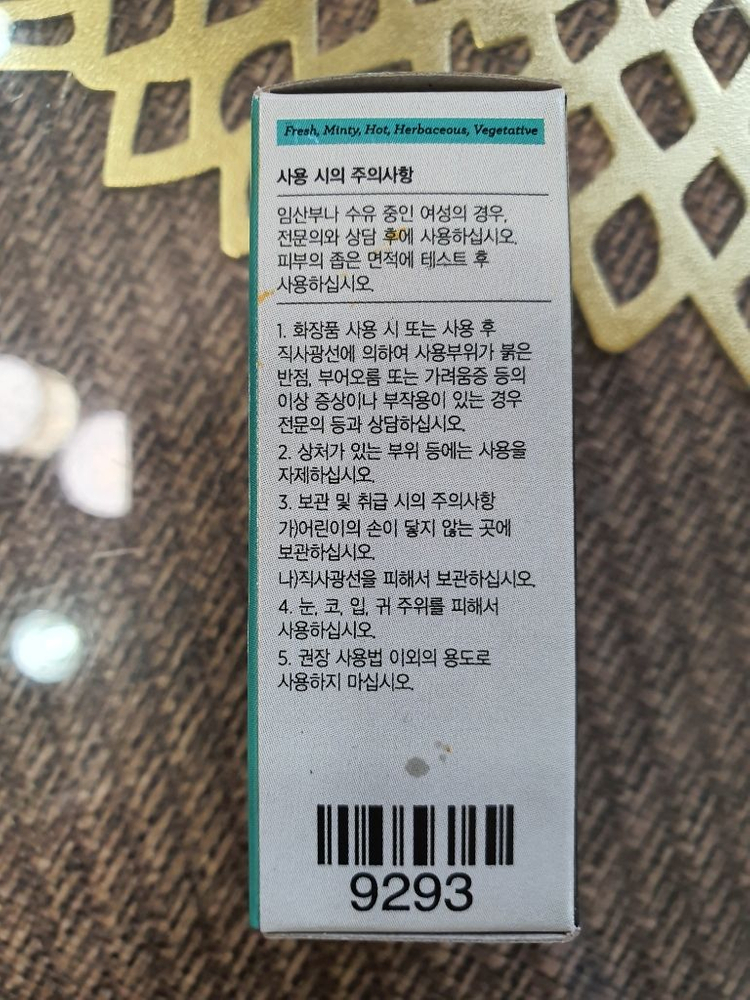 Fresh, Minty, Hot, Herbaceous, Vegetative
사용 시의 주의사항
임산부나 수유 중인 여성의 경우,
전문의와 상담 후에 사용하십시오.
피부의 좁은 면적에 테스트 후
사용하십시오.
1. 화장품 사용 시 또는 사용 후
직사광선에 의하여 사용부위가 붉은
반점, 부어오름 또는 가려움증 등의
이상 증상이나 부작용이 있는 경우
전문의 등과 상담하십시오.
2. 상처가 있는 부위 등에는 사용을
자제하십시오.
3. 보관 및 취급 시의 주의사항
가)어린이의 손이 닿지 않는 곳에
보관하십시오.
나)직사광선을 피해서 보관하십시오.
4. 눈, 코, 입, 귀 주위를 피해서
사용하십시오.
5. 권장 사용법 이외의 용도로
사용하지 마십시오.
9293